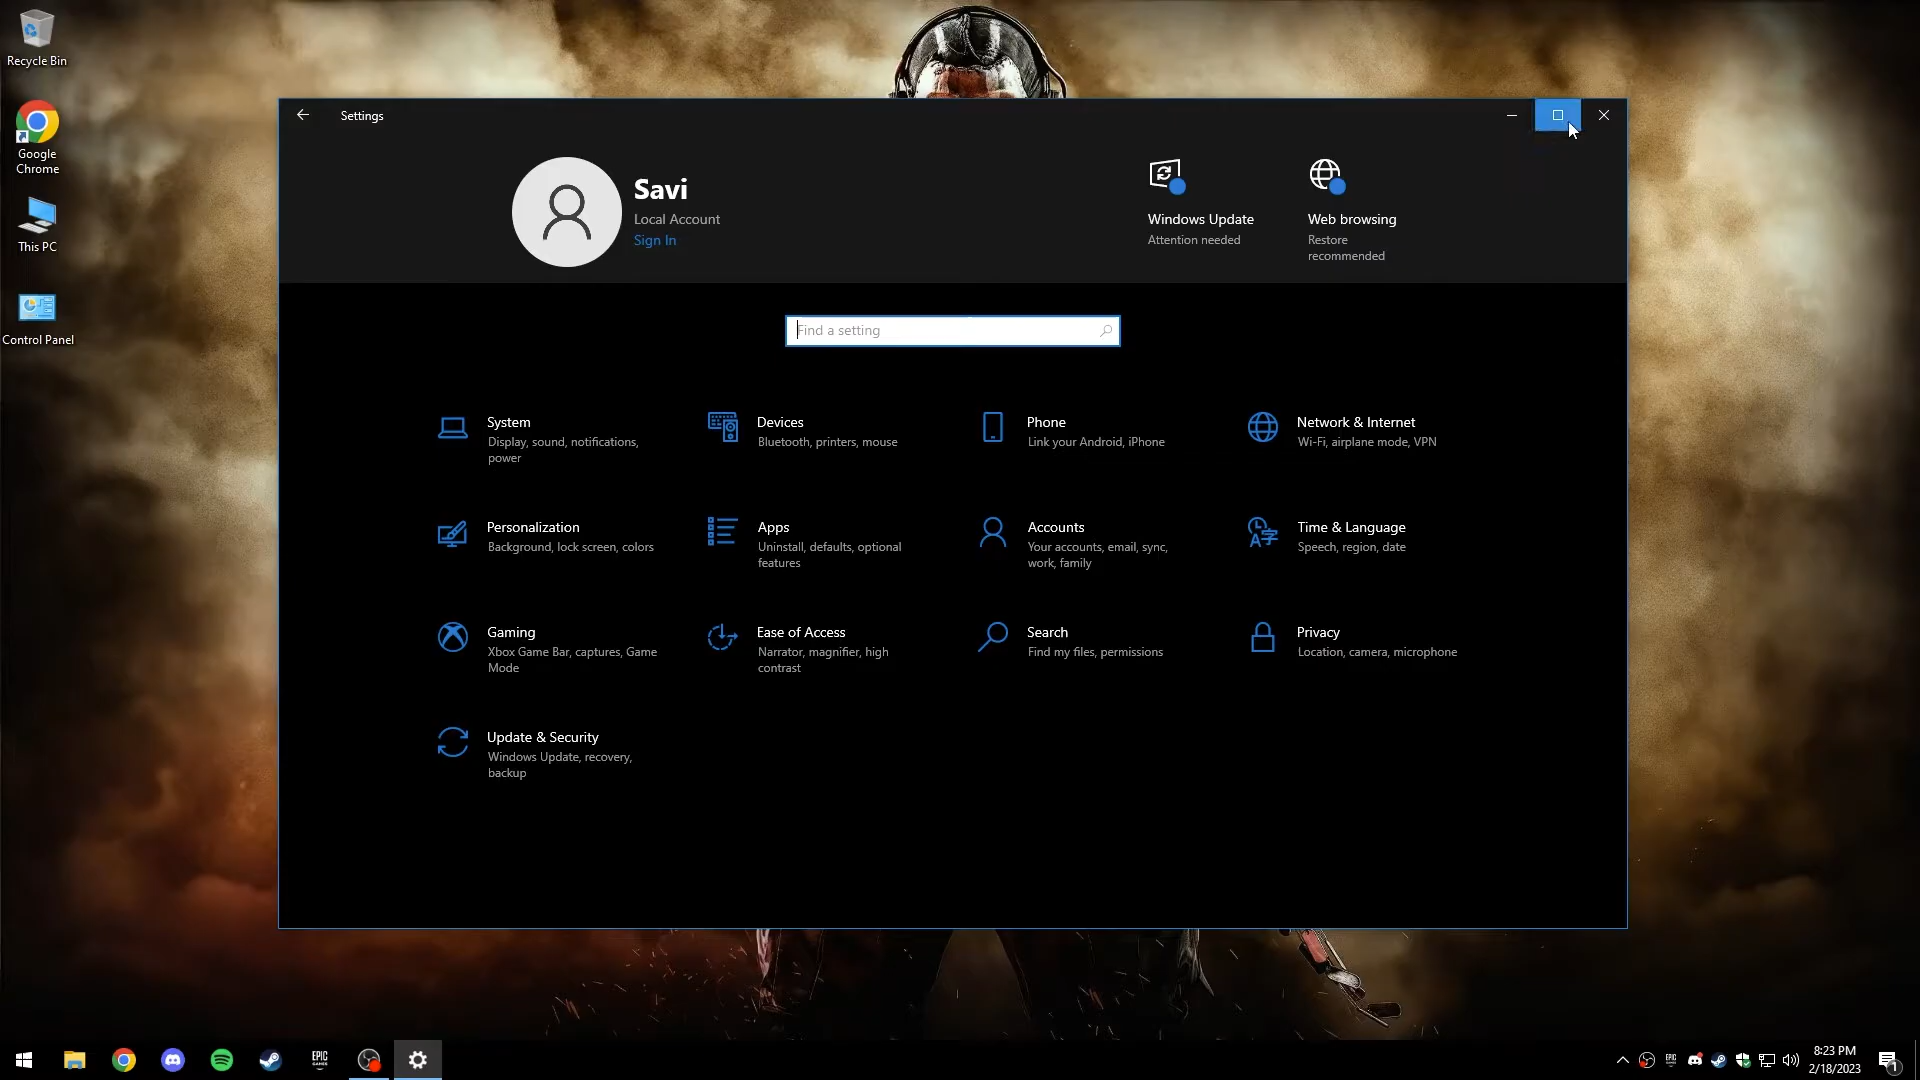 Recycle Bin
Google
Chrome
This PC
Control Panel
Settings
Savi
Local Account
Sign In
Windows Update
Attention needed
Web browsing
Restore
recommended
Find a setting
System
Display, sound, notifications,
power
Devices
Bluetooth, printers, mouse
Phone
Link your Android, iPhone
Network & Internet
Wi-Fi, airplane mode, VPN
Personalization
Background, lock screen, colors
Apps
Uninstall, defaults, optional
features
Accounts
Your accounts, email, sync,
work, family
Time & Language
Speech, region, date
Gaming
Xbox Game Bar, captures, Game
Mode
Ease of Access
Narrator, magnifier, high
contrast
Search
Find my files, permissions
Privacy
Location, camera, microphone
Update & Security
Windows Update, recovery,
backup
EPIC
GAMES
8:23 PM
2/18/2023
1